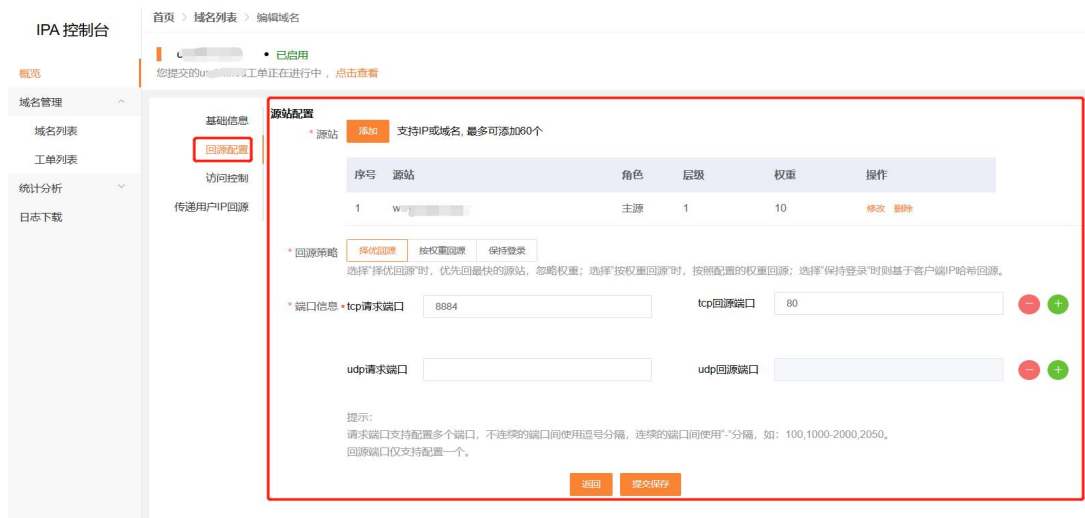 IPA 控制台
首页 > 域名列表 > 编辑域名
• 已启用
您提交的 工单正在进行中，点击查看
概览
域名管理
域名列表
工单列表
统计分析
日志下载
基础信息
回源配置
访问控制
传递用户IP回源
源站配置
* 源站 添加 支持IP或域名, 最多可添加60个
序号 源站 角色 层级 权重 操作
1 主源 1 10 修改 删除
* 回源策略 择优回源 按权重回源 保持登录
选择"择优回源"时，优先回最快的源站，忽略权重；选择"按权重回源"时，按照配置的权重回源；选择"保持登录"时则基于客户端IP哈希回源。
* 端口信息 * tcp请求端口 8884 tcp回源端口 80
udp请求端口 udp回源端口
提示：
请求端口支持配置多个端口，不连续的端口间使用逗号分隔，连续的端口间使用"-"分隔，如：100,1000-2000,2050。
回源端口仅支持配置一个。
返回 提交保存